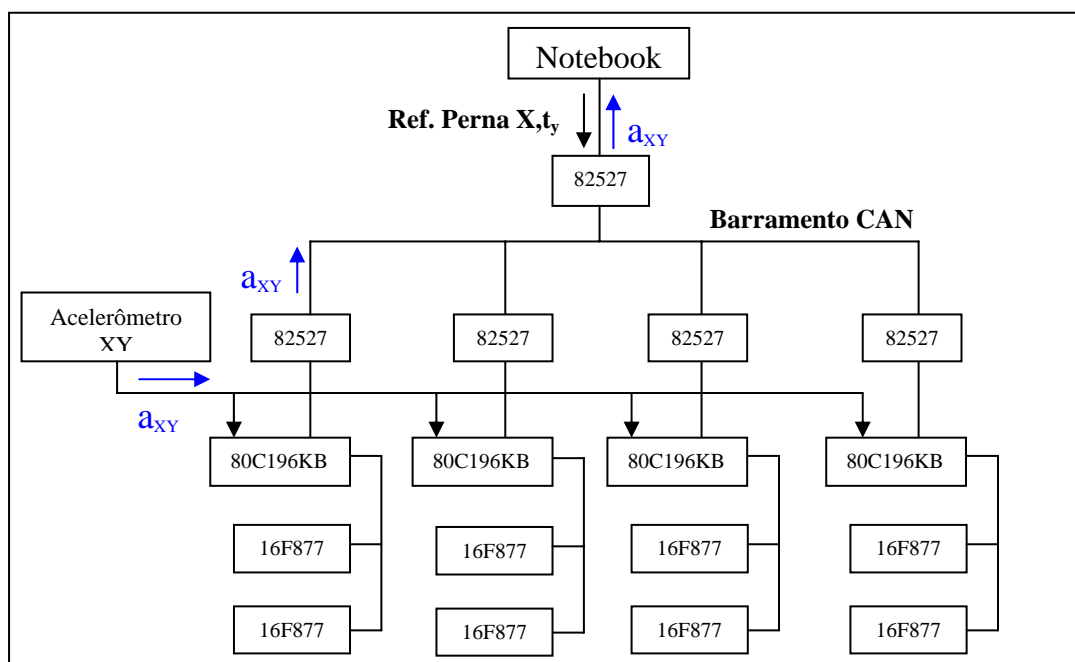 Notebook
Ref. Perna X,ty
aXY
82527
Barramento CAN
aXY
Acelerômetro
XY
82527
82527
82527
82527
aXY
80C196KB
80C196KB
80C196KB
80C196KB
16F877
16F877
16F877
16F877
16F877
16F877
16F877
16F877